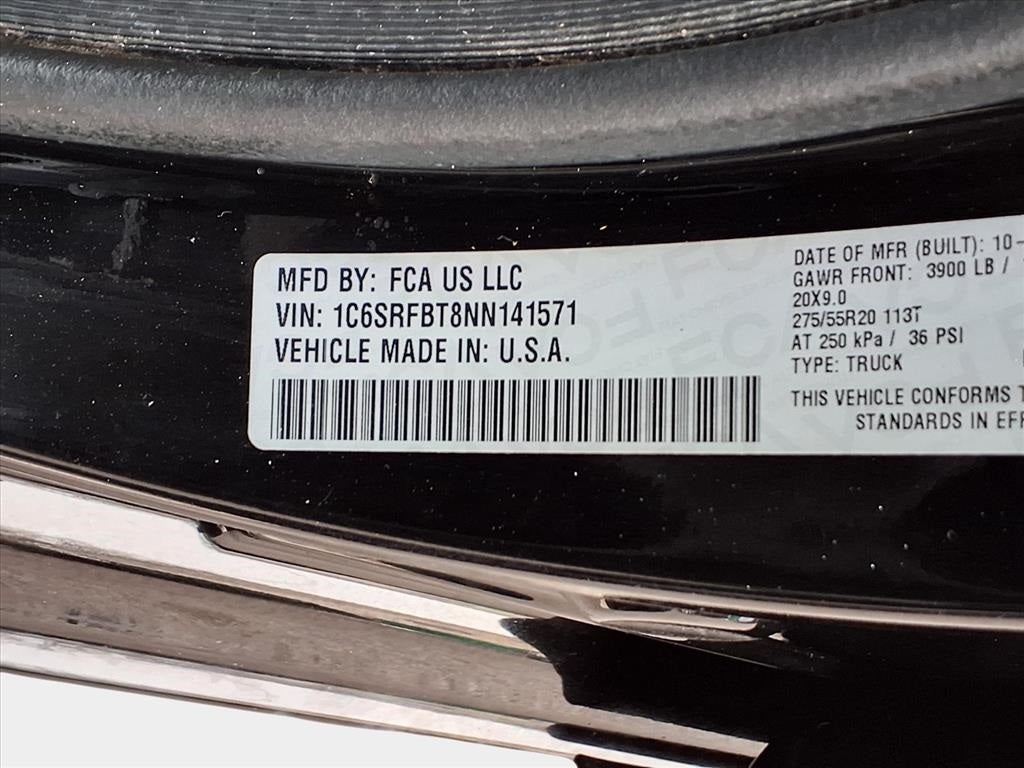 MFD BY: FCA US LLC
VIN: 1C6SRFBT8NN141571
VEHICLE MADE IN: U.S.A.
DATE OF MFR (BUILT): 10-
GAWR FRONT: 3900 LB /
20X9.0
275/55R20 113T
AT 250 kPa / 36 PSI
TYPE: TRUCK
THIS VEHICLE CONFORMS
STANDARDS IN